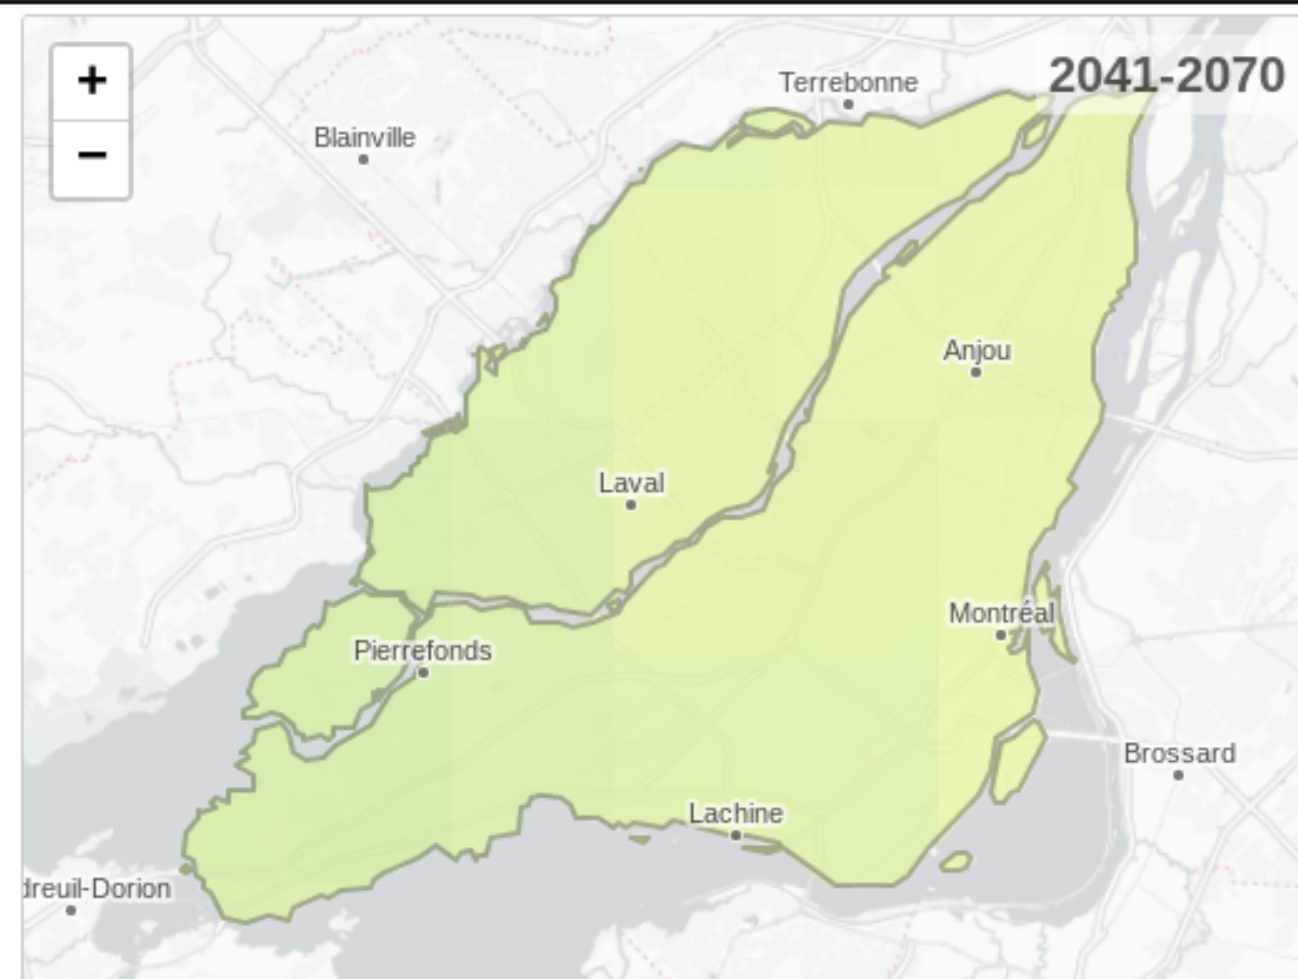 +
−
2041-2070
Terrebonne
Blainville
Anjou
Laval
Montréal
Pierrefonds
Brossard
Lachine
dreuil-Dorion